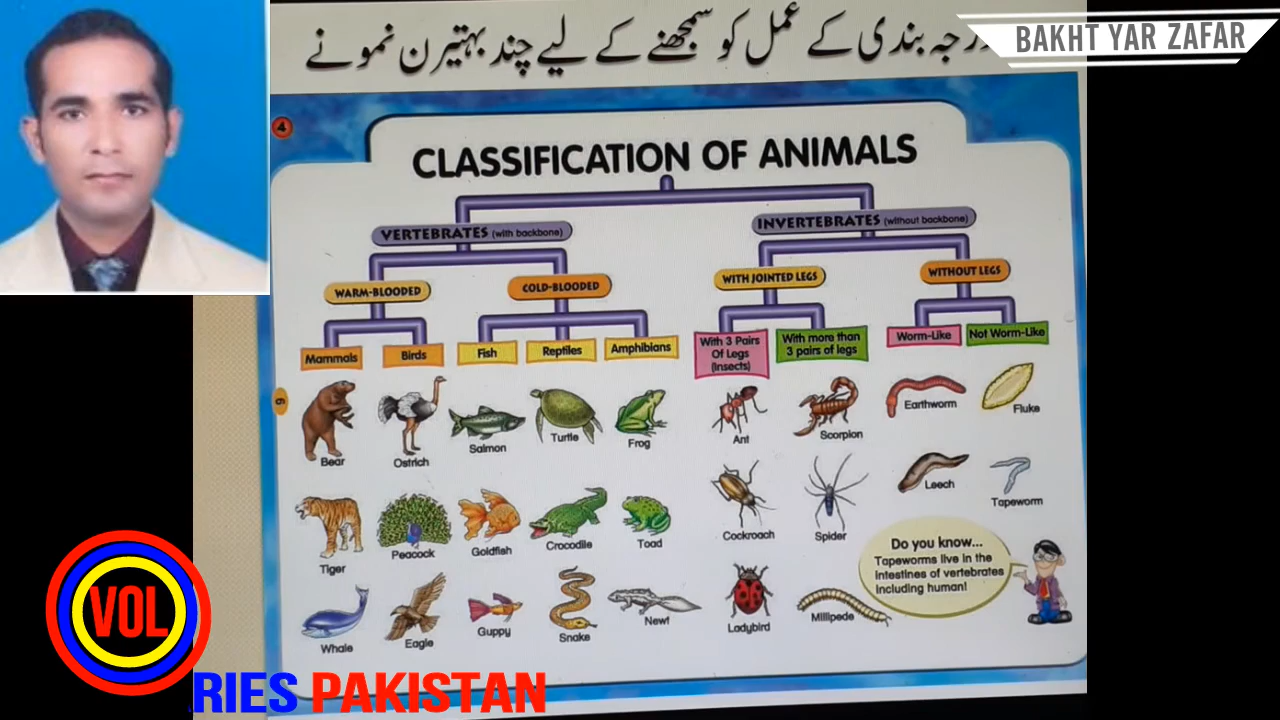 درجہ بندی کے عمل کو سمجھنے کے لیے چند بہتیرن نمونے
BAKHT YAR ZAFAR
4
CLASSIFICATION OF ANIMALS
VERTEBRATES (with backbone)
INVERTEBRATES (without backbone)
WARM-BLOODED
COLD-BLOODED
WITH JOINTED LEGS
WITHOUT LEGS
Mammals
Birds
Fish
Reptiles
Amphibians
With 3 Pairs
Of Legs
(Insects)
With more than
3 pairs of legs
Worm-Like
Not Worm-Like
6
Bear
Ostrich
Salmon
Turtle
Frog
Ant
Scorpion
Earthworm
Fluke
Tiger
Peacock
Goldfish
Crocodile
Toad
Cockroach
Spider
Leech
Tapeworm
Whale
Eagle
Guppy
Snake
Newt
Ladybird
Millipede
Do you know...
Tapeworms live in the
intestines of vertebrates
including human!
VOL
RIES PAKISTAN